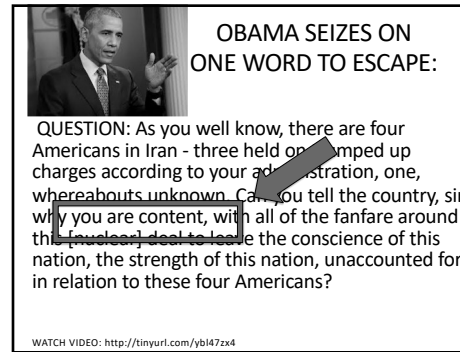 OBAMA SEIZES ON
ONE WORD TO ESCAPE:
QUESTION: As you well know, there are four
Americans in Iran - three held on mped up
charges according to your ad stration, one,
whereabouts unknown. Can you tell the country, sir
why you are content, with all of the fanfare around
this [nuclear] deal to leave the conscience of this
nation, the strength of this nation, unaccounted for
in relation to these four Americans?
WATCH VIDEO: http://tinyurl.com/ybl47zx4